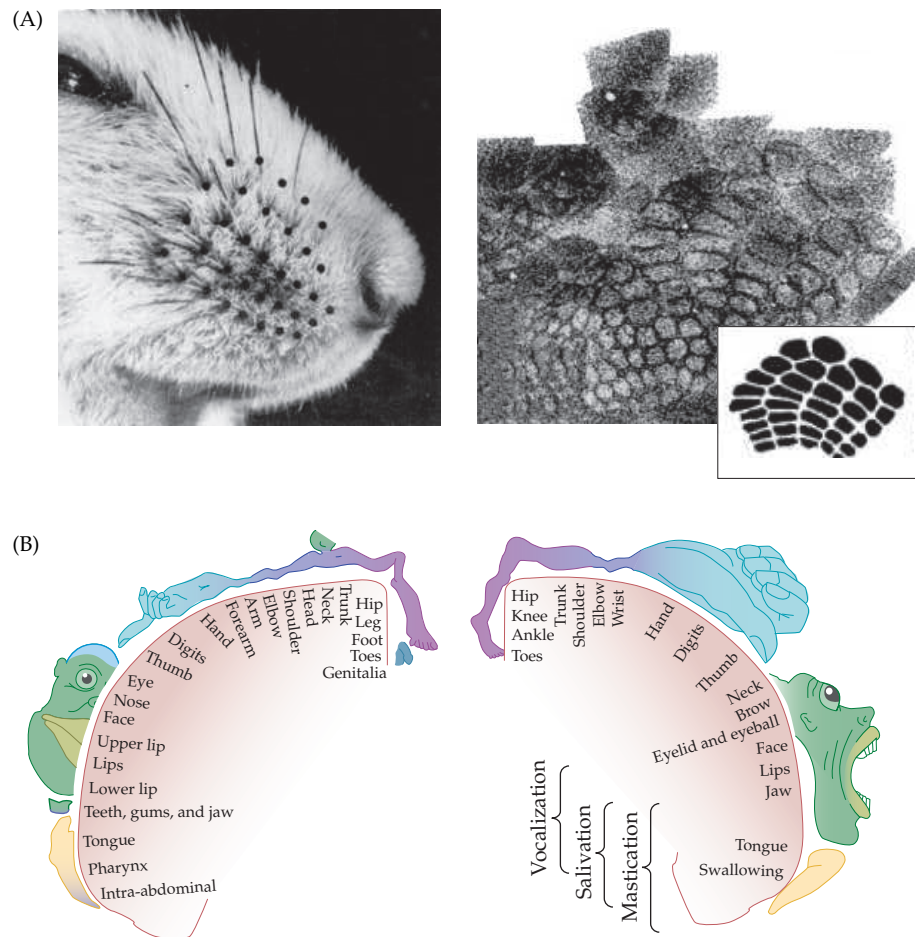 (A)
(B)
Hip
Leg
Foot
Toes
Genitalia
Trunk
Neck
Head
Shoulder
Elbow
Arm
Forearm
Hand
Digits
Thumb
Eye
Nose
Face
Upper lip
Lips
Lower lip
Teeth, gums, and jaw
Tongue
Pharynx
Intra-abdominal
Hip
Knee
Ankle
Toes
Trunk
Shoulder
Elbow
Wrist
Hand
Digits
Thumb
Neck
Brow
Eyelid and eyeball
Face
Lips
Jaw
Tongue
Swallowing
Vocalization
Salivation
Mastication